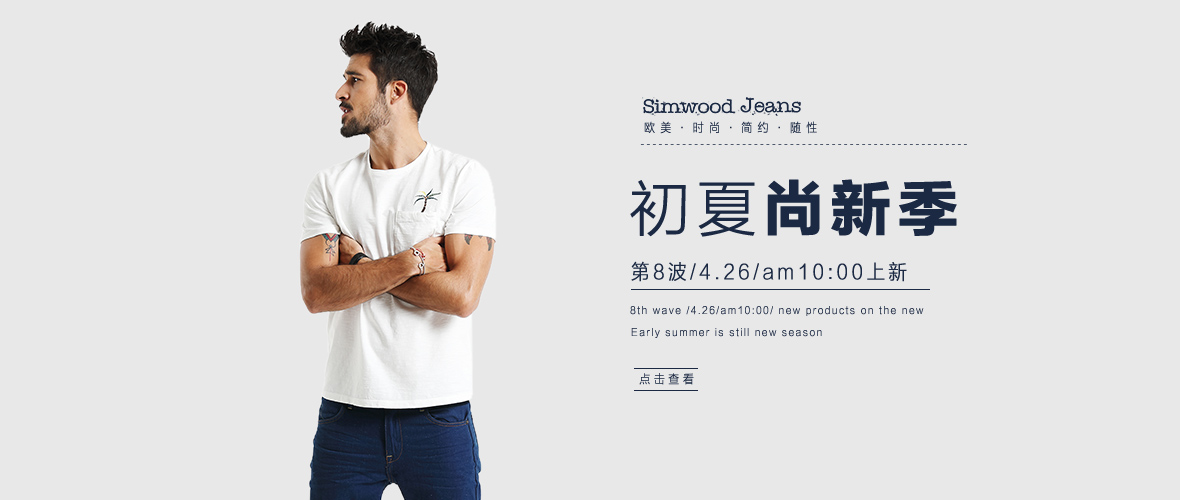 Simwood Jeans
欧美·时尚·简约·随性
初夏尚新季
第8波/4.26/am10:00上新
8th wave /4.26/am10:00/ new products on the new
Early summer is still new season
点击查看